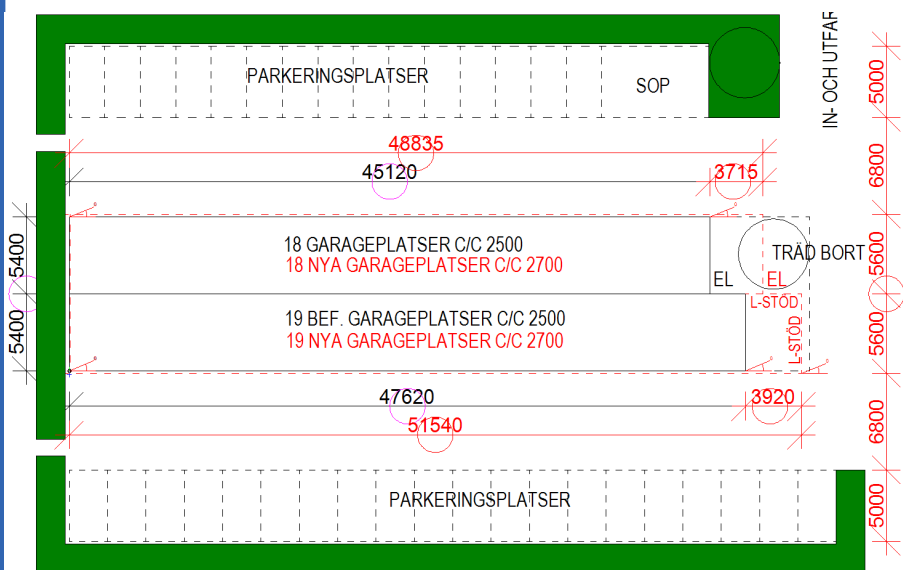 IN- OCH UTFAR
PARKERINGSPLATSER
SOP
5000
48835
6800
45120
3715
18 GARAGEPLATSER C/C 2500
18 NYA GARAGEPLATSER C/C 2700
TRÄD BORT
5400
5600
EL
EL
L-STÖD
19 BEF. GARAGEPLATSER C/C 2500
19 NYA GARAGEPLATSER C/C 2700
L-STÖD
5400
5600
47620
3920
51540
6800
PARKERINGSPLATSER
5000